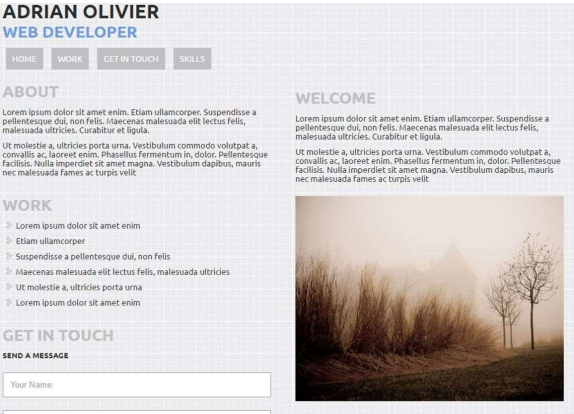 ADRIAN OLIVIER
WEB DEVELOPER
HOME
WORK
GET IN TOUCH
SKILLS
ABOUT
Lorem ipsum dolor sit amet enim. Etiam ullamcorper. Suspendisse a
pellentesque dui, non felis. Maecenas malesuada elit lectus felis,
malesuada ultricies. Curabitur et ligula.
Ut molestie a, ultricies porta urna. Vestibulum commodo volutpat a,
convallis ac, laoreet enim. Phasellus fermentum in, dolor. Pellentesque
facilisis. Nulla imperdiet sit amet magna. Vestibulum dapibus, mauris
nec malesuada fames ac turpis velit
WORK
Lorem ipsum dolor sit amet enim
Etiam ullamcorper
Suspendisse a pellentesque dui, non felis
Maecenas malesuada elit lectus felis, malesuada ultricies
Ut molestie a, ultricies porta urna
Lorem ipsum dolor sit amet enim
GET IN TOUCH
SEND A MESSAGE
Your Name:
WELCOME
Lorem ipsum dolor sit amet enim. Etiam ullamcorper. Suspendisse a
pellentesque dui, non felis. Maecenas malesuada elit lectus felis,
malesuada ultricies. Curabitur et ligula.
Ut molestie a, ultricies porta urna. Vestibulum commodo volutpat a,
convallis ac, laoreet enim. Phasellus fermentum in, dolor. Pellentesque
facilisis. Nulla imperdiet sit amet magna. Vestibulum dapibus, mauris
nec malesuada fames ac turpis velit